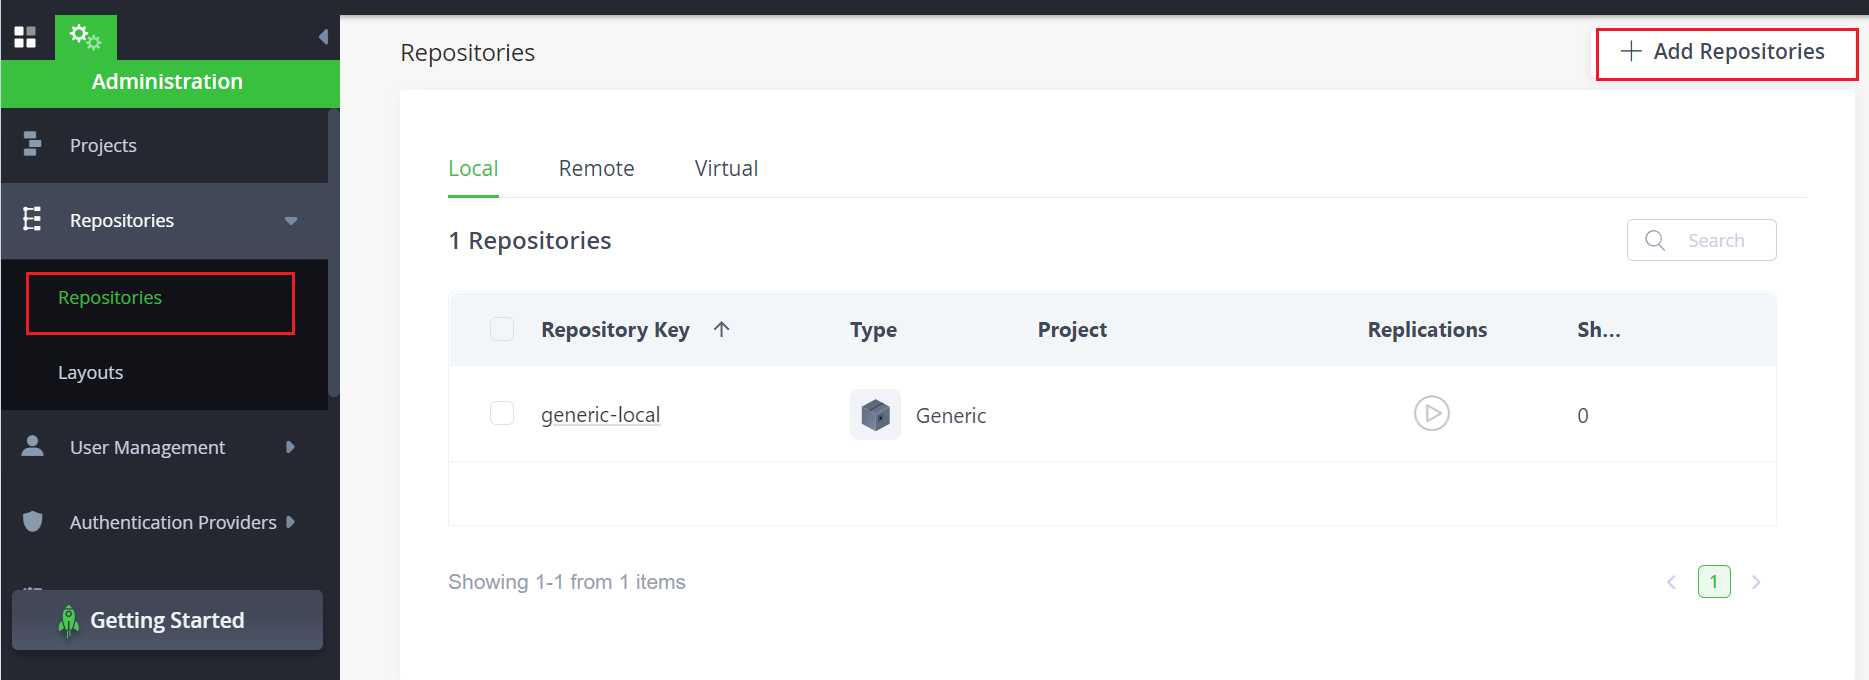 Administration
Projects
Repositories
Repositories
Layouts
User Management
Authentication Providers
Getting Started
Repositories
Add Repositories
Local Remote Virtual
1 Repositories
Search
Repository Key Type Project Replications Sh...
generic-local Generic 0
Showing 1-1 from 1 items
1